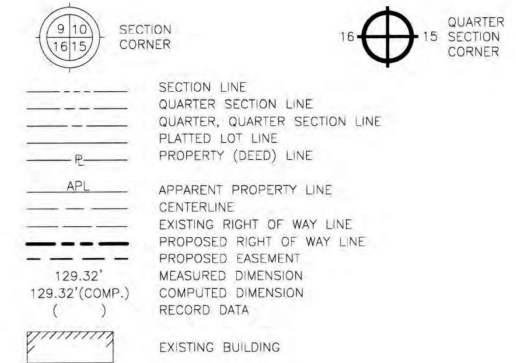 9 10
16 15
SECTION
CORNER
16
15
QUARTER
SECTION
CORNER
SECTION LINE
QUARTER SECTION LINE
QUARTER, QUARTER SECTION LINE
PLATTED LOT LINE
PL PROPERTY (DEED) LINE
APL APPARENT PROPERTY LINE
CENTERLINE
EXISTING RIGHT OF WAY LINE
PROPOSED RIGHT OF WAY LINE
PROPOSED EASEMENT
129.32' MEASURED DIMENSION
129.32'(COMP.) COMPUTED DIMENSION
( ) RECORD DATA
EXISTING BUILDING